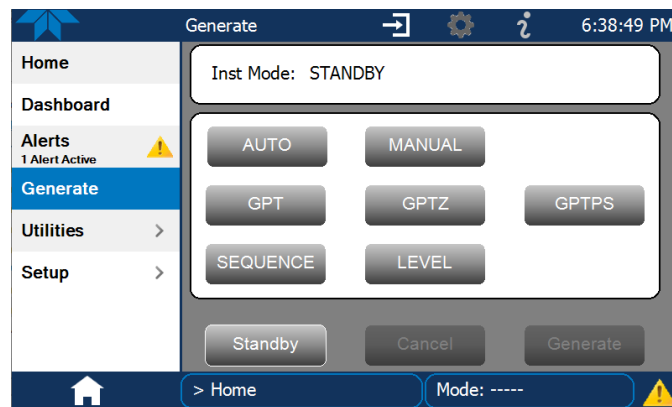 Generate 6:38:49 PM
Home
Dashboard
Alerts
1 Alert Active
Generate
Utilities >
Setup >
Inst Mode: STANDBY
AUTO MANUAL
GPT GPTZ GPTPS
SEQUENCE LEVEL
Standby Cancel Generate
> Home Mode: -----